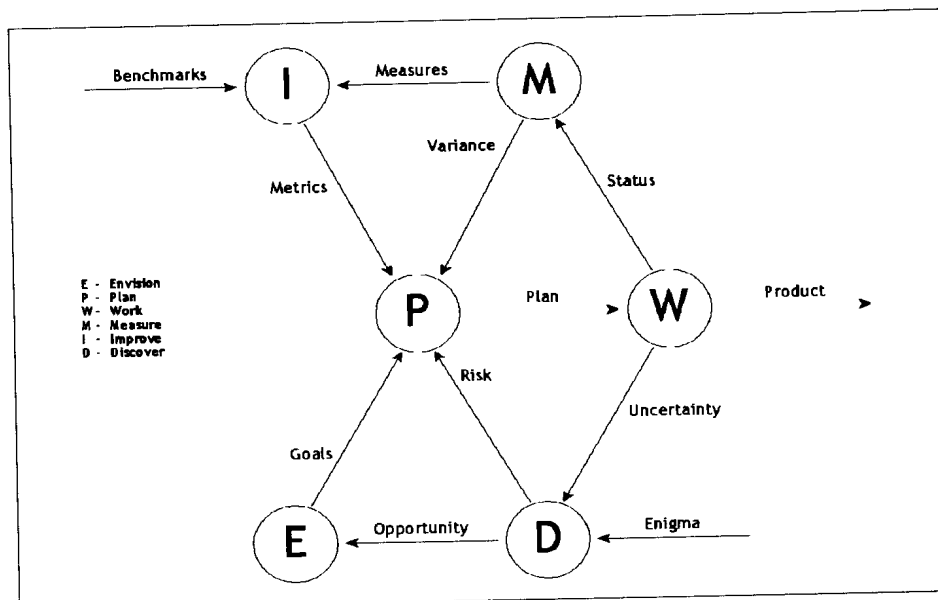 I
M
Benchmarks
Measures
Variance
Metrics
Status
E - Envision
P - Plan
W - Work
M - Measure
I - Improve
D - Discover
P
Plan
W
Product
Risk
Uncertainty
Goals
E
Opportunity
D
Enigma